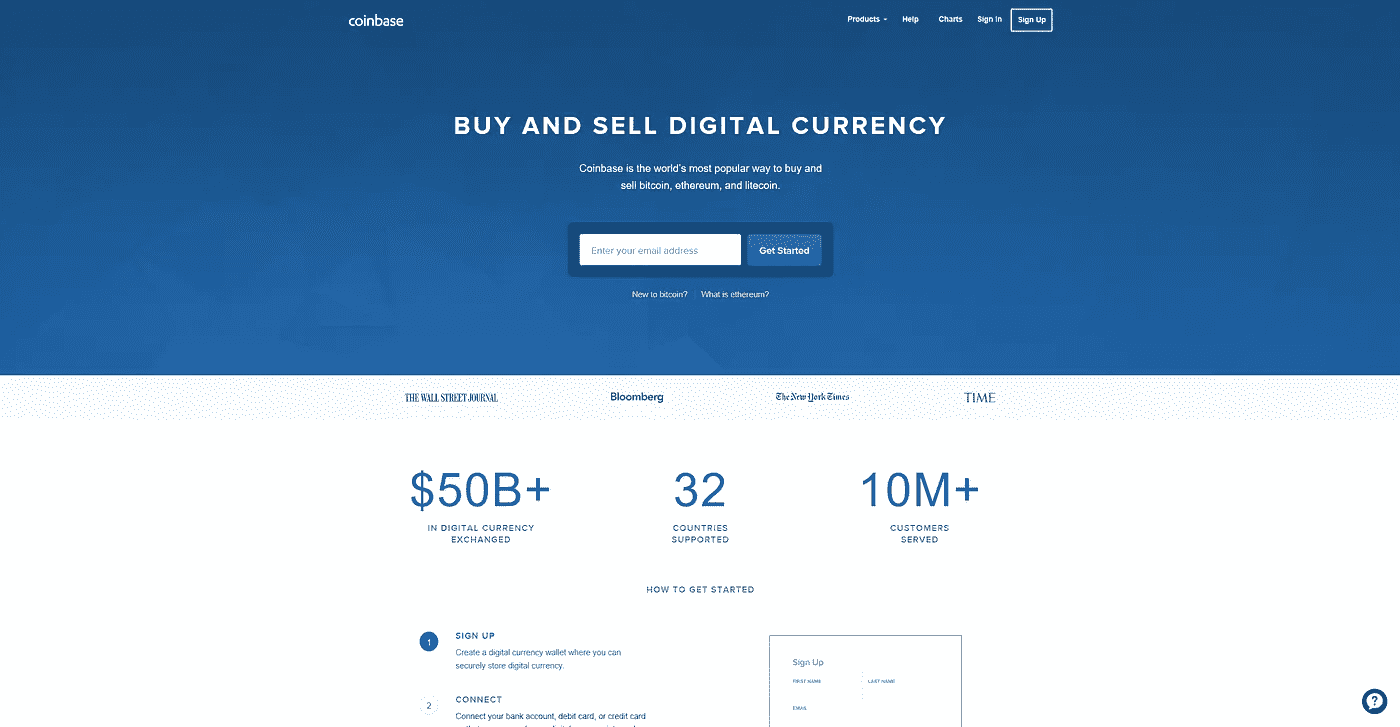 coinbase
Products Help Charts Sign In Sign Up
BUY AND SELL DIGITAL CURRENCY
Coinbase is the world's most popular way to buy and
sell bitcoin, ethereum, and litecoin.
Enter your email address Get Started
New to bitcoin? What is ethereum?
THE WALL STREET JOURNAL Bloomberg The New York Times TIME
$50B+ 32 10M+
IN DIGITAL CURRENCY COUNTRIES CUSTOMERS
EXCHANGED SUPPORTED SERVED
HOW TO GET STARTED
1 SIGN UP
Create a digital currency wallet where you can
securely store digital currency.
2 CONNECT
Connect your bank account, debit card, or credit card
Sign Up
FIRST NAME LAST NAME
EMAIL
?